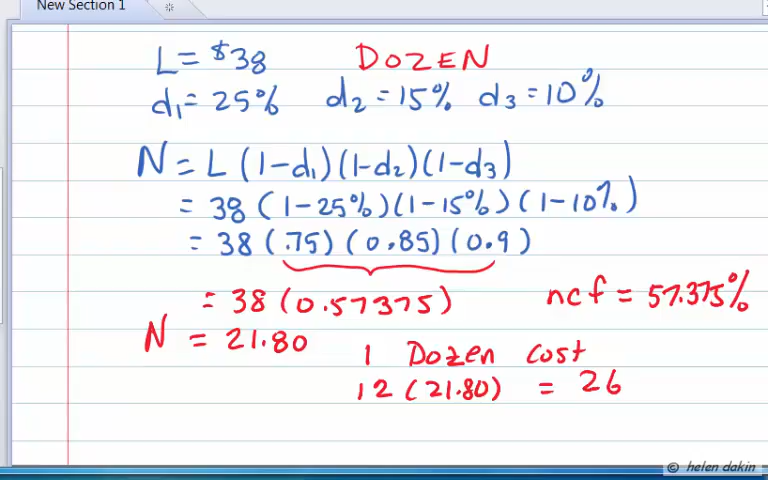 New Section 1
L = $38 DOZEN
d1 = 25% d2 = 15% d3 = 10%
N = L (1-d1)(1-d2)(1-d3)
= 38 (1-25%)(1-15%)(1-10%)
= 38 (.75) (0.85) (0.9)
= 38 (0.57375) ncf = 57.375%
N = 21.80
1 Dozen cost
12 (21.80) = 26
© helen dakin